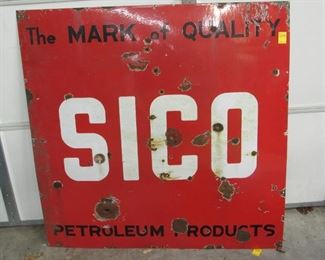 The MARK of QUALITY
SICO
PETROLEUM PRODUCTS